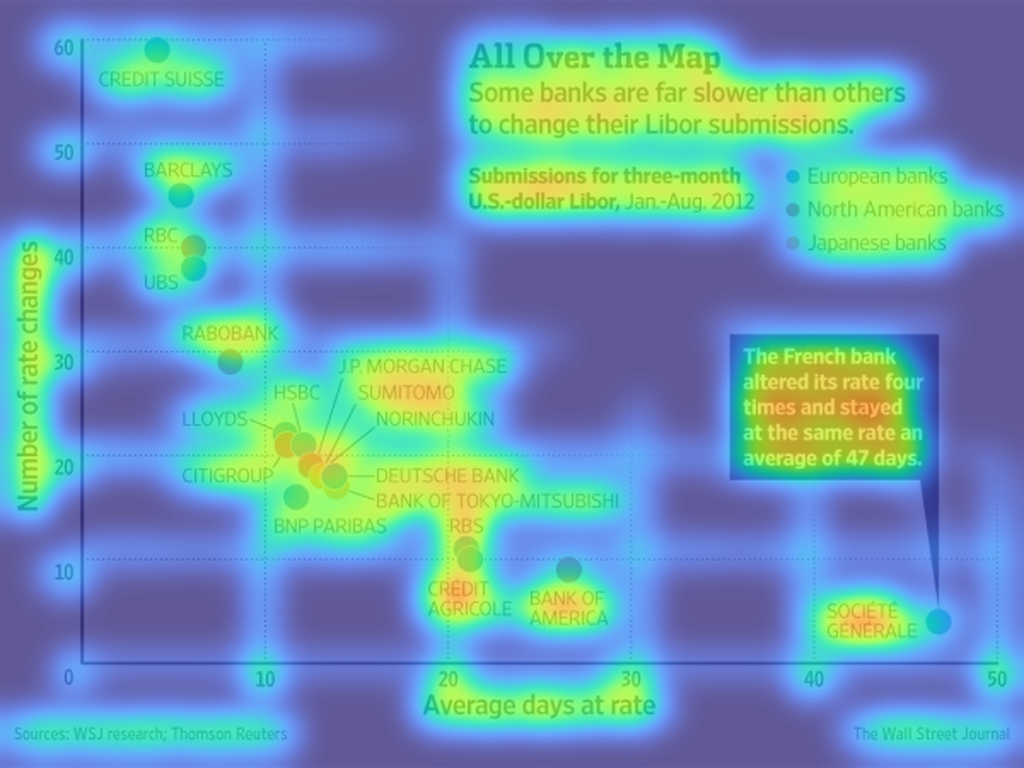 All Over the Map
Some banks are far slower than others
to change their Libor submissions.
Submissions for three-month
U.S.-dollar Libor, Jan.-Aug. 2012
European banks
North American banks
Japanese banks
Number of rate changes
60
50
40
30
20
10
0
CREDIT SUISSE
BARCLAYS
RBC
UBS
RABOBANK
J.P. MORGAN CHASE
HSBC
SUMITOMO
LLOYDS
NORINCHUKIN
CITIGROUP
DEUTSCHE BANK
BANK OF TOKYO-MITSUBISHI
BNP PARIBAS
RBS
CRÉDIT
AGRICOLE
BANK OF
AMERICA
SOCIÉTÉ
GÉNÉRALE
The French bank
altered its rate four
times and stayed
at the same rate an
average of 47 days.
10
20
30
40
50
Average days at rate
Sources: WSJ research; Thomson Reuters
The Wall Street Journal